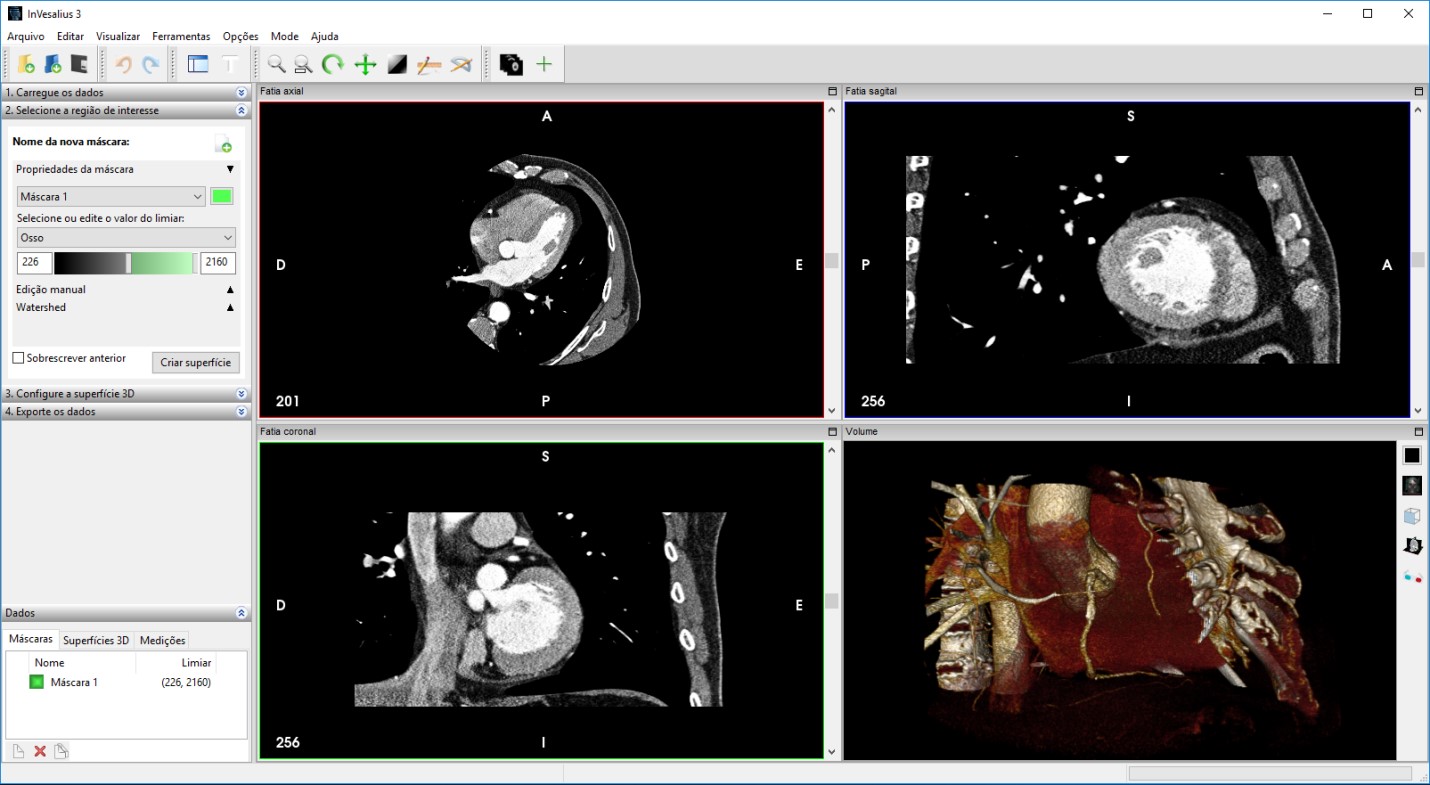 InVesalius 3
Arquivo Editar Visualizar Ferramentas Opções Mode Ajuda
1. Carregue os dados
2. Selecione a região de interesse
Nome da nova máscara:
Propriedades da máscara
Máscara 1
Selecione ou edite o valor do limiar:
Osso
226 2160
Edição manual
Watershed
Sobrescrever anterior
Criar superfície
3. Configure a superfície 3D
4. Exporte os dados
Dados
Máscaras Superfícies 3D Medições
Nome Limiar
Máscara 1 (226, 2160)
Fatia axial
A
D E
201 P
Fatia sagital
S
P A
256 I
Fatia coronal
S
D E
256 I
Volume